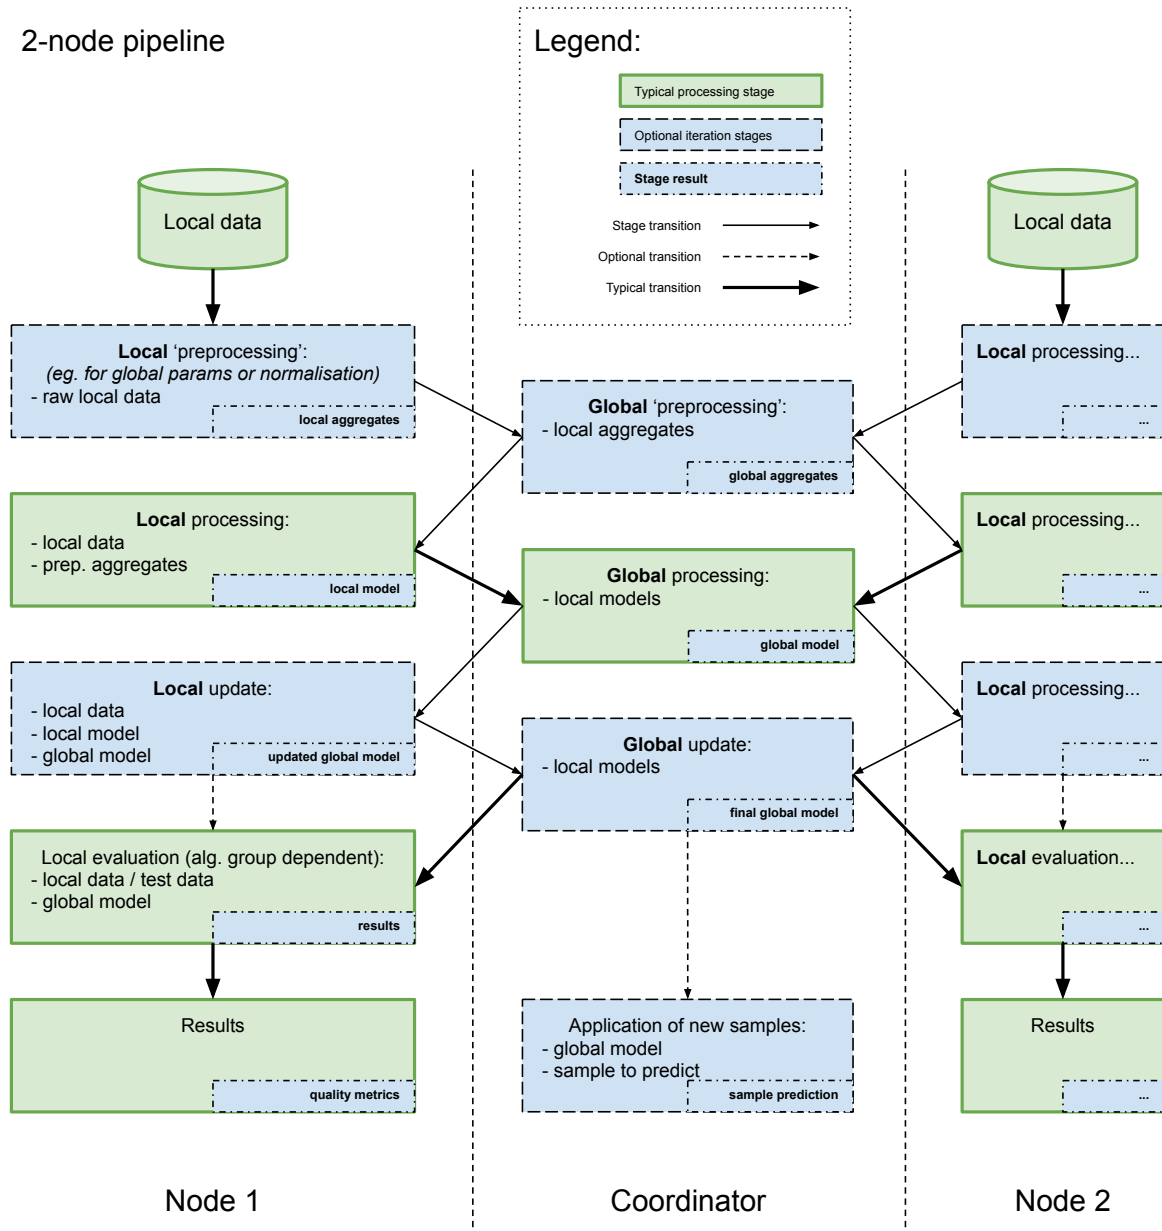 2-node pipeline
Legend:
Typical processing stage
Optional iteration stages
Stage result
Stage transition
Optional transition
Typical transition
Local data
Local 'preprocessing':
(eg. for global params or normalisation)
- raw local data
local aggregates
Local processing:
- local data
- prep. aggregates
local model
Local update:
- local data
- local model
- global model
updated global model
Local evaluation (alg. group dependent):
- local data / test data
- global model
results
Results
quality metrics
Node 1
Global 'preprocessing':
- local aggregates
global aggregates
Global processing:
- local models
global model
Global update:
- local models
final global model
Application of new samples:
- global model
- sample to predict
sample prediction
Coordinator
Local data
Local processing...
...
Local processing...
...
Local processing...
...
Local evaluation...
...
Results
...
Node 2